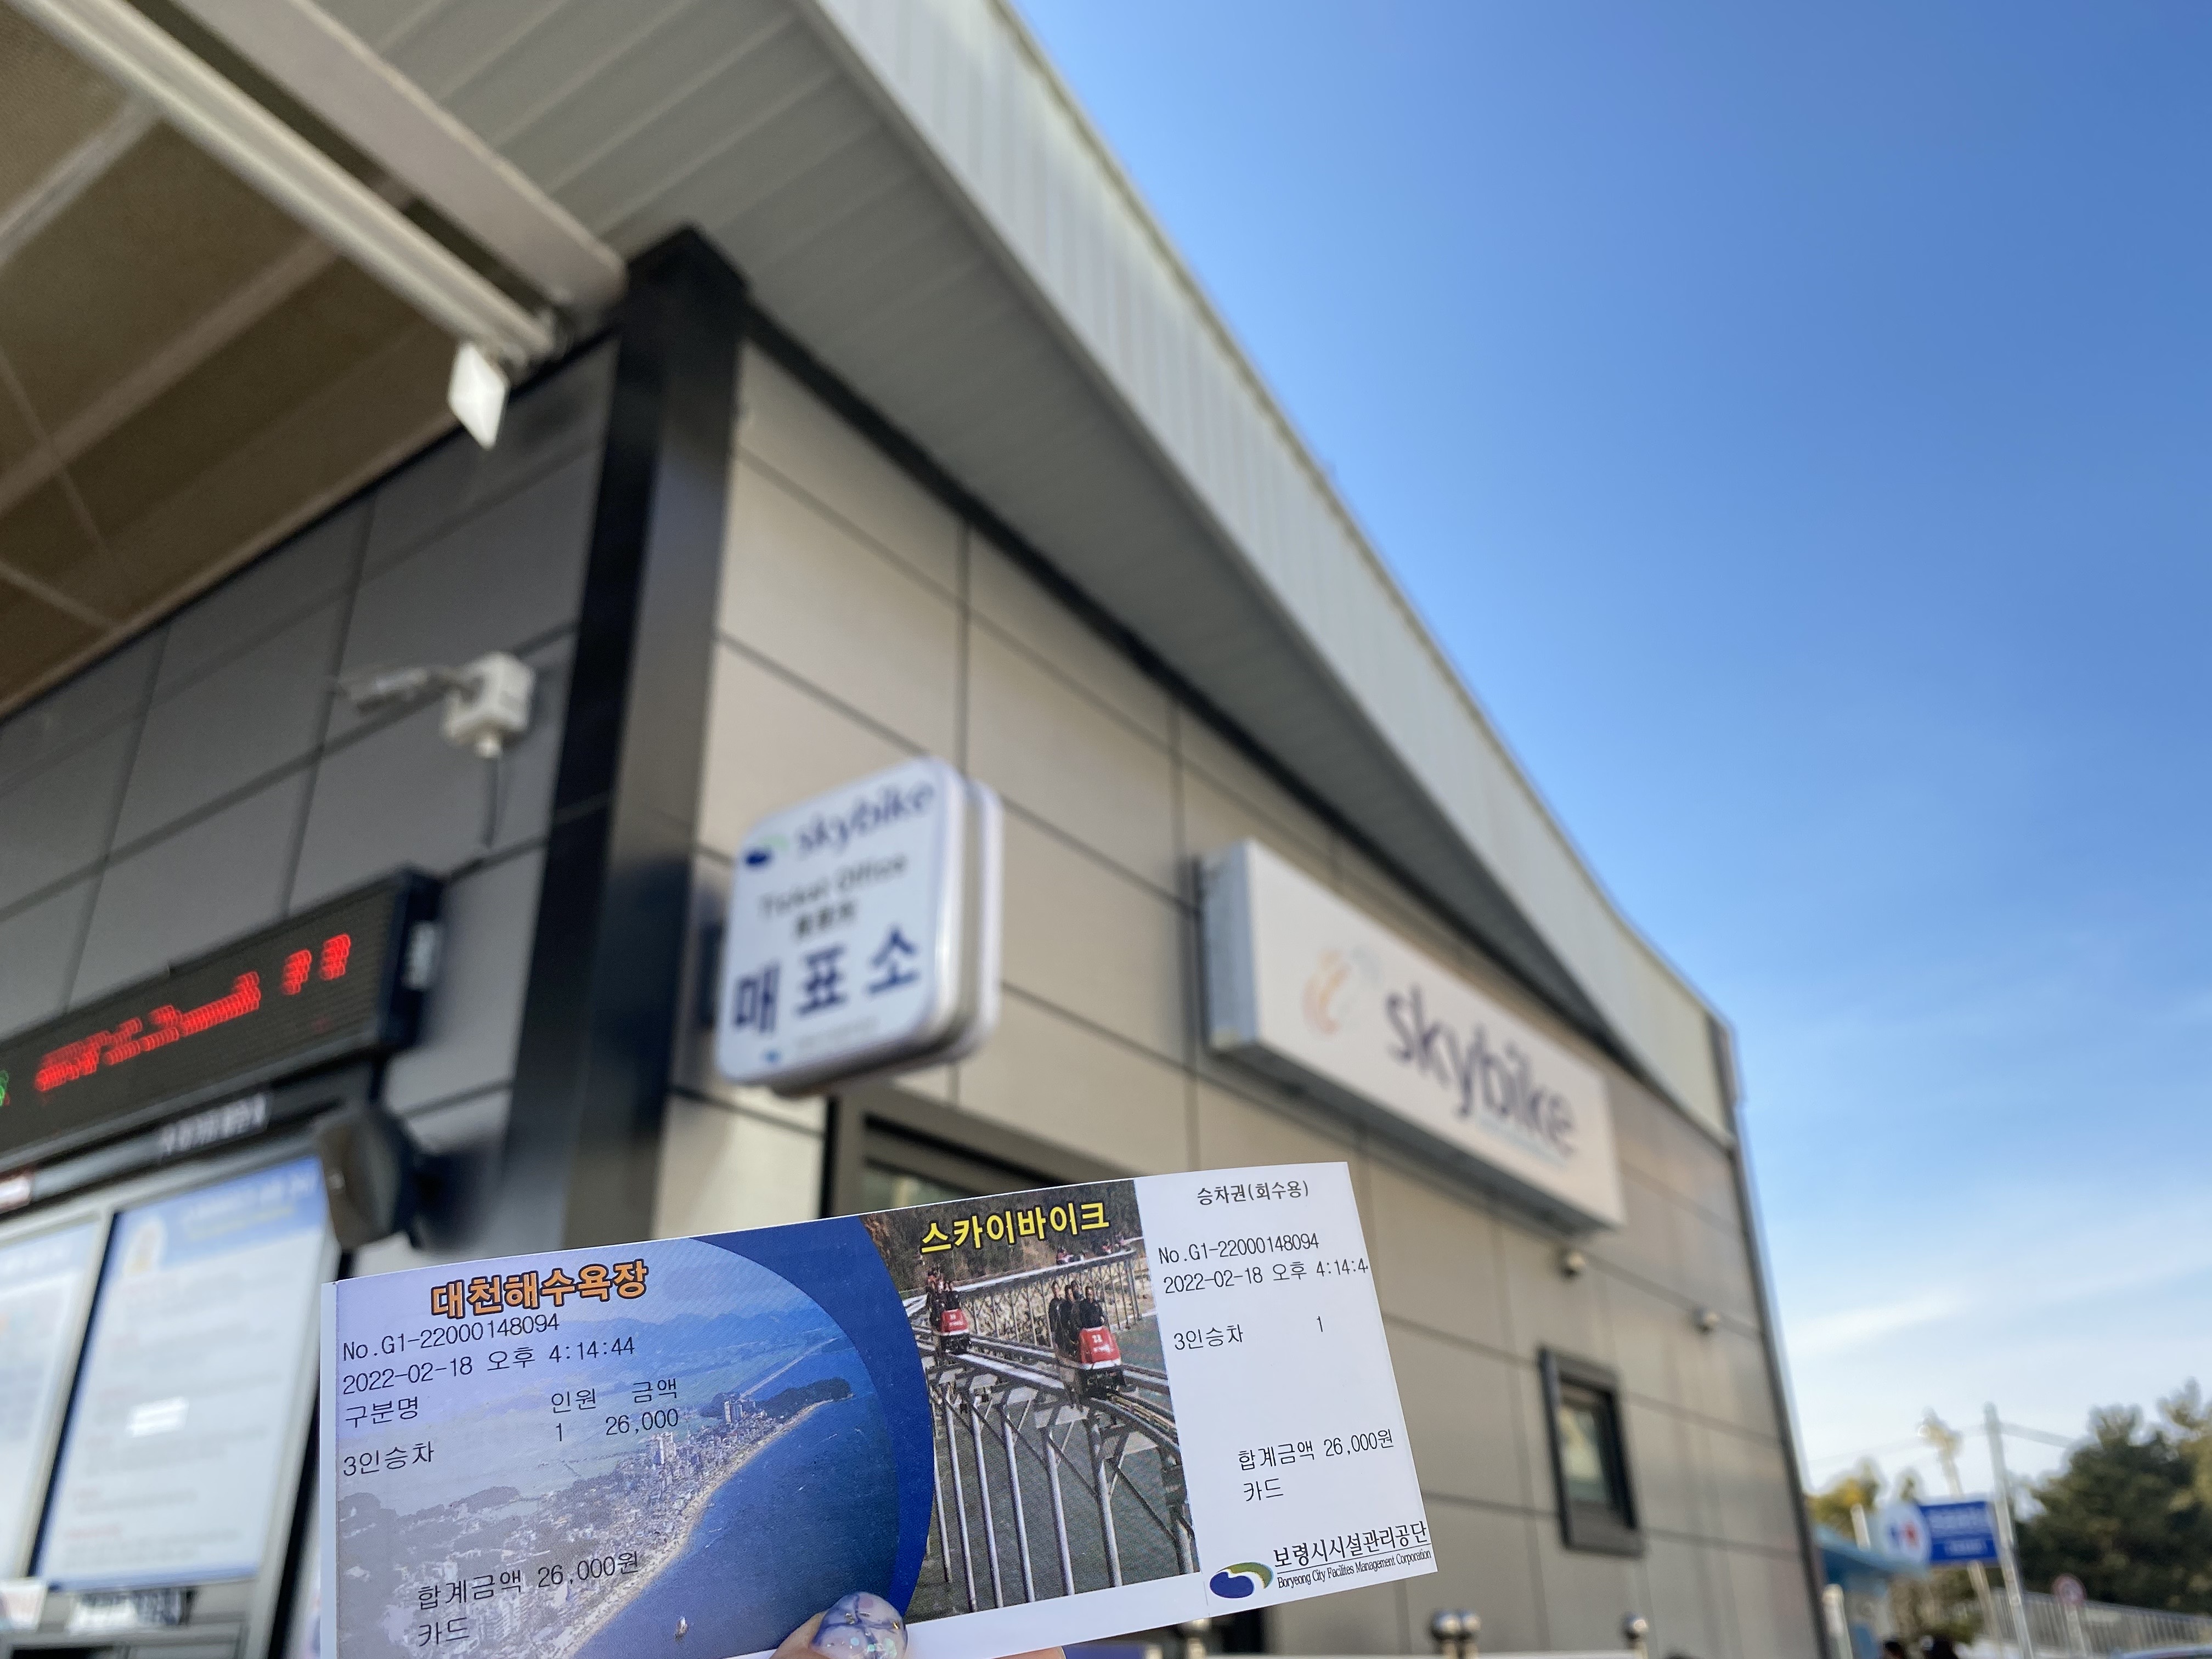 skybike
Ticket Office
매표소
skybike
대천해수욕장
No.G1-22000148094
2022-02-18 오후 4:14:44
구분명 인원 금액
3인승차 1 26,000
합계금액 26,000원
카드
스카이바이크
승차권(회수용)
No.G1-22000148094
2022-02-18 오후 4:14:4
3인승차 1
합계금액 26,000원
카드
보령시시설관리공단
Boryeong City Facilites Management Corporation